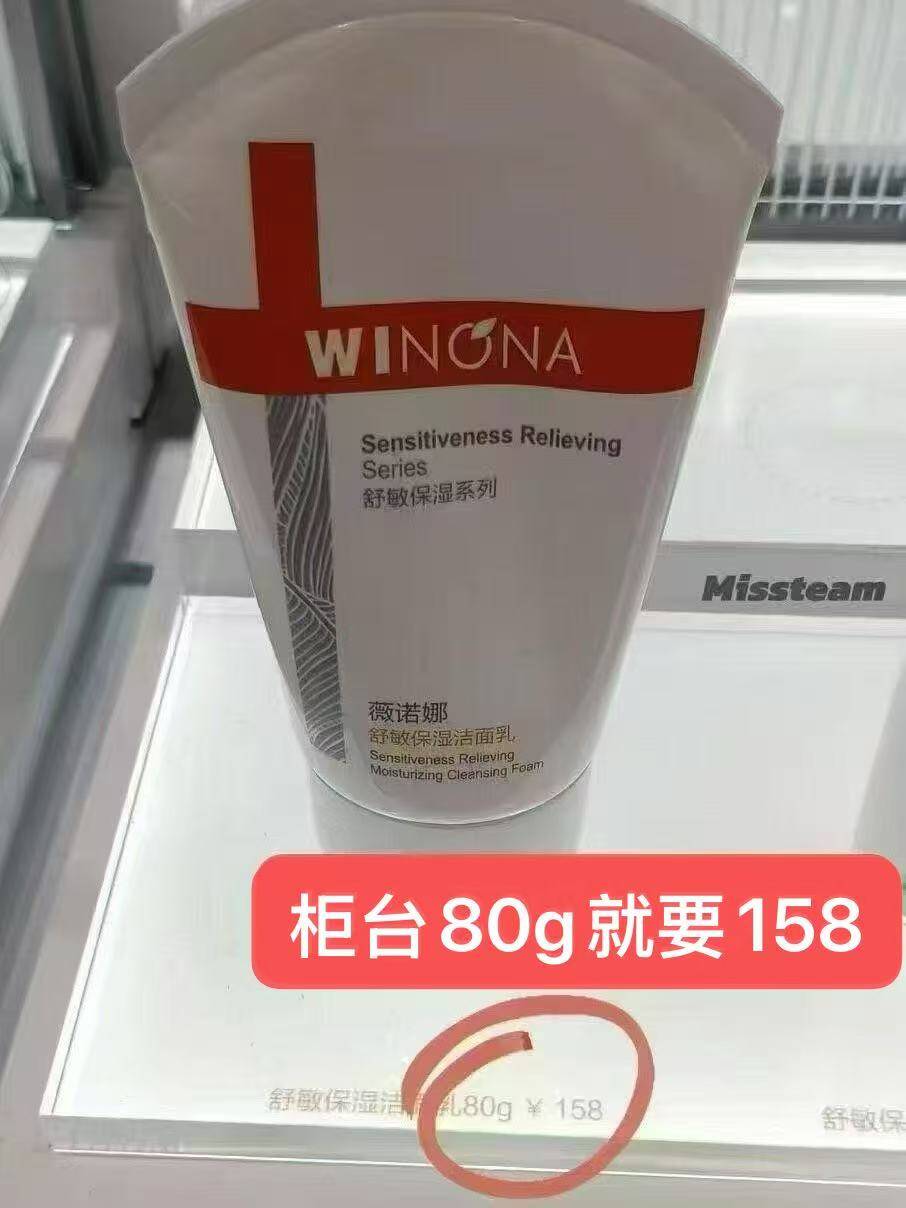 WINONA
Sensitiveness Relieving
Series
舒敏保湿系列
Missteam
薇诺娜
舒敏保湿洁面乳
Sensitiveness Relieving
Moisturizing Cleansing Foam
柜台80g就要158
舒敏保湿洁面乳80g ¥ 158
舒敏保